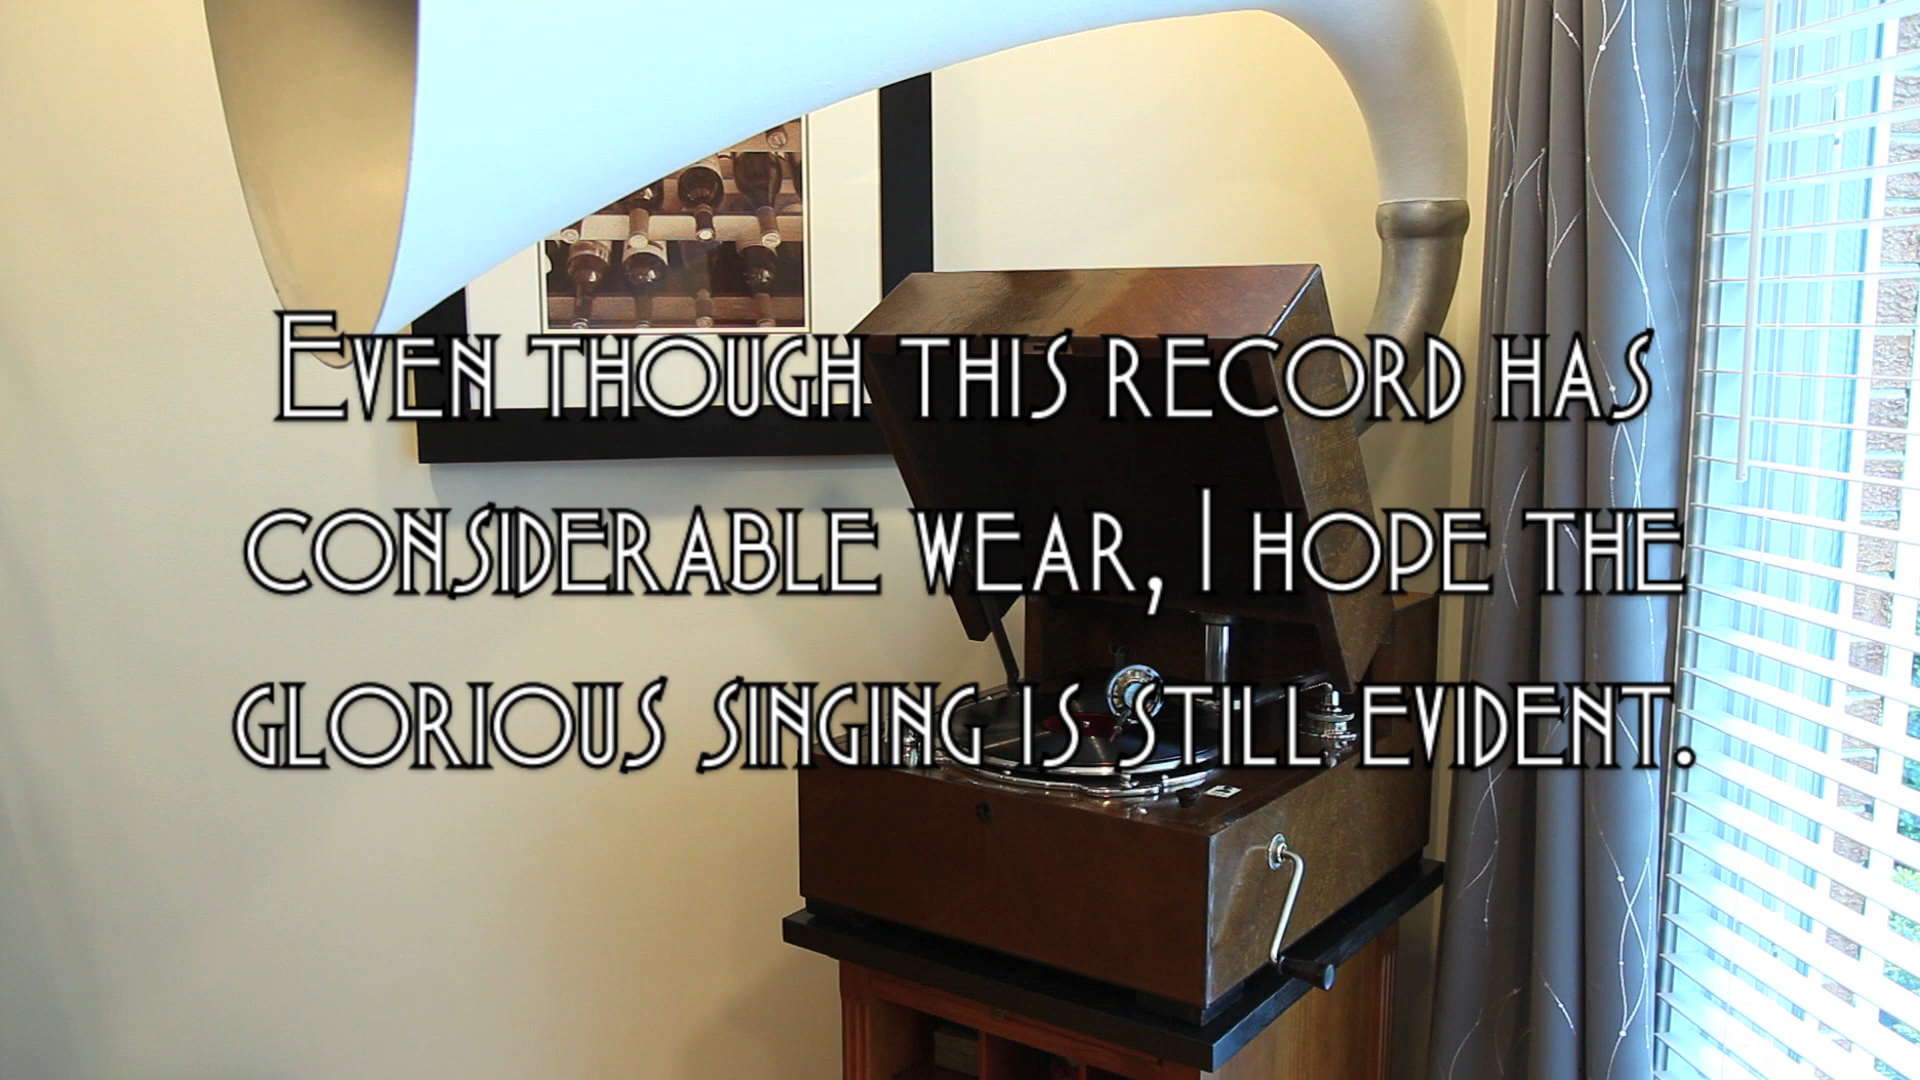 Even though this record has
considerable wear, I hope the
glorious singing is still evident.